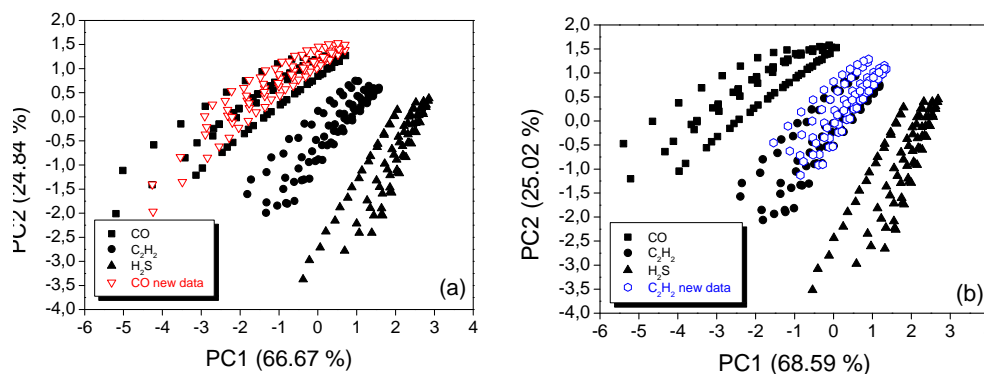 2,0
1,5
1,0
0,5
0,0
-0,5
-1,0
-1,5
-2,0
-2,5
-3,0
-3,5
-4,0
PC2 (24.84 %)
CO
C₂H₂
H₂S
CO new data
(a)
-6 -5 -4 -3 -2 -1 0 1 2 3 4
PC1 (66.67 %)
2,0
1,5
1,0
0,5
0,0
-0,5
-1,0
-1,5
-2,0
-2,5
-3,0
-3,5
-4,0
PC2 (25.02 %)
CO
C₂H₂
H₂S
C₂H₂ new data
(b)
-6 -5 -4 -3 -2 -1 0 1 2 3
PC1 (68.59 %)